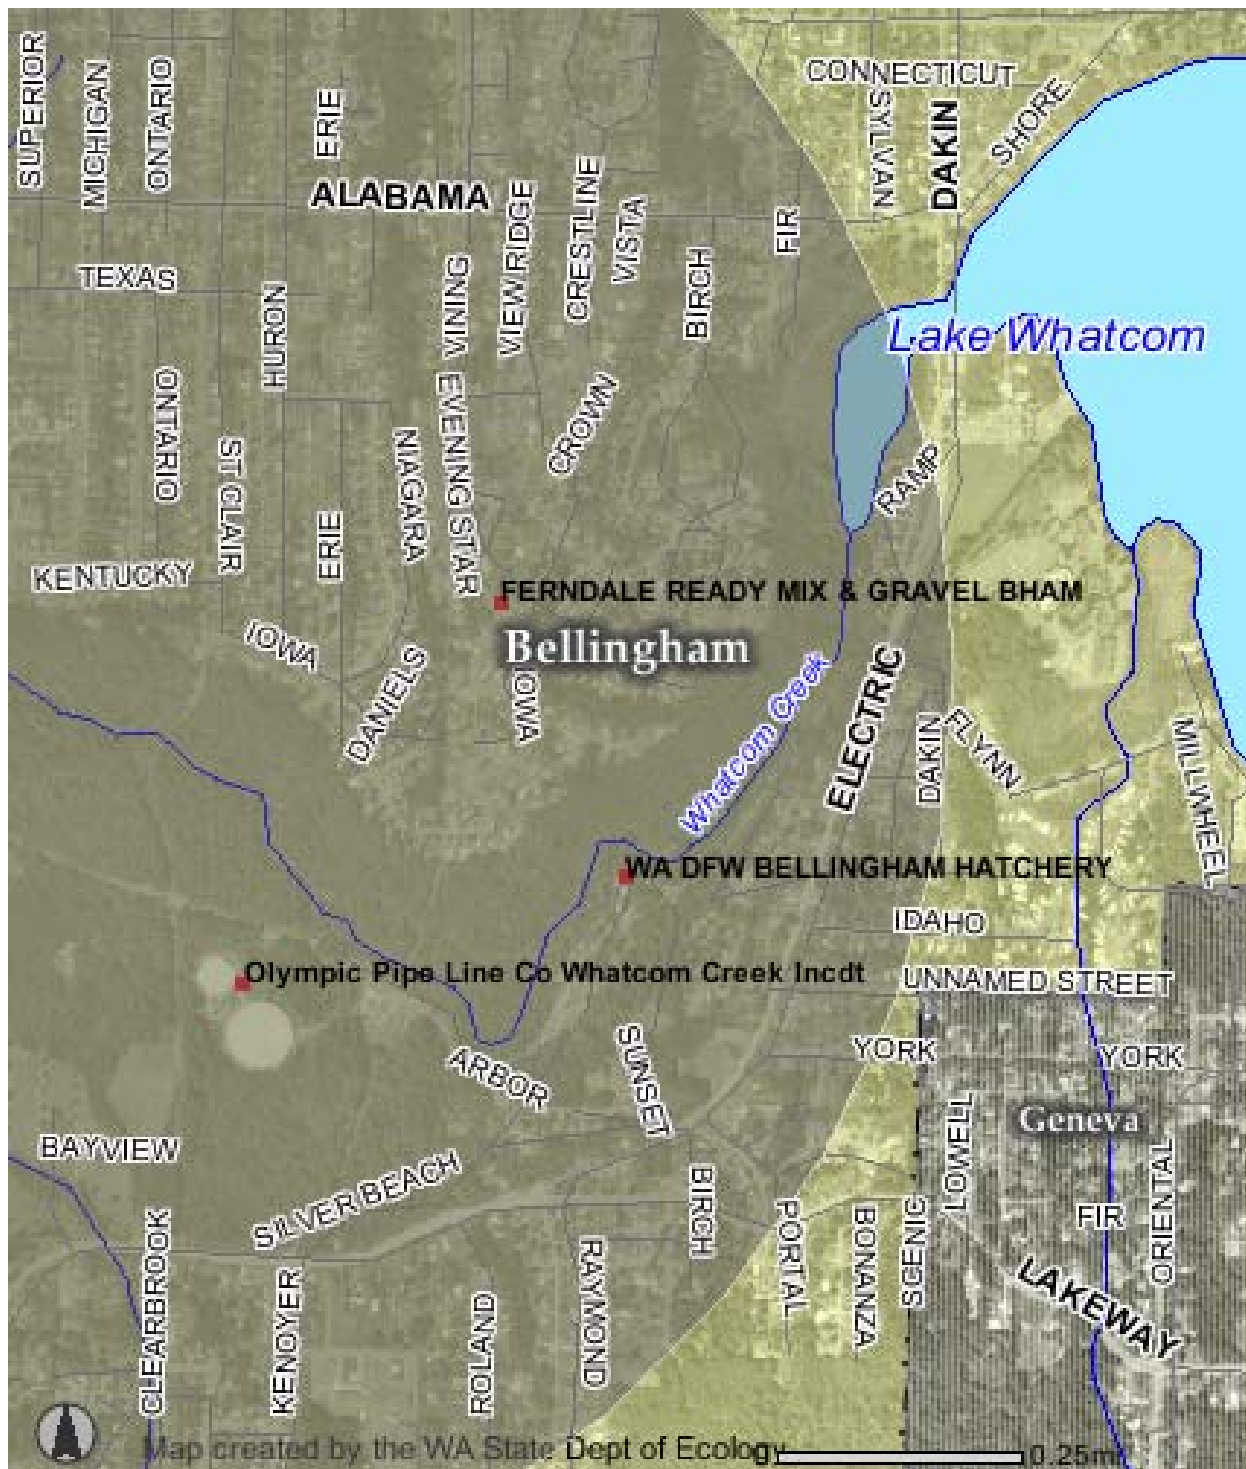 SUPERIOR
MICHIGAN
ONTARIO
ERIE
CONNECTICUT
SYLVAN
DAKIN
SHORE
ALABAMA
VIEWRIDGE
CRESTLINE
VISTA
FIR
TEXAS
HURON
VINING
BIRCH
Lake Whatcom
ONTARIO
ST CLAIR
NIAGARA
EVENING STAR
CROWN
RAMP
ERIE
KENTUCKY
FERNDALE READY MIX & GRAVEL BHAM
IOWA
Bellingham
DANIELS
IOWA
Whatcom Creek
ELECTRIC
DAKIN
FLYNN
MILLWHEEL
WA DFW BELLINGHAM HATCHERY
IDAHO
Olympic Pipe Line Co Whatcom Creek Incdt
UNNAMED STREET
ARBOR
SUNSET
YORK
YORK
LOWELL
Geneva
BAYVIEW
SILVER BEACH
BIRCH
ORIENTAL
CLEARBROOK
KENOYER
ROLAND
RAYMOND
PORTAL
BONANZA
SCENIC
FIR
LAKEWAY
Map created by the WA State Dept of Ecology
0.25mi